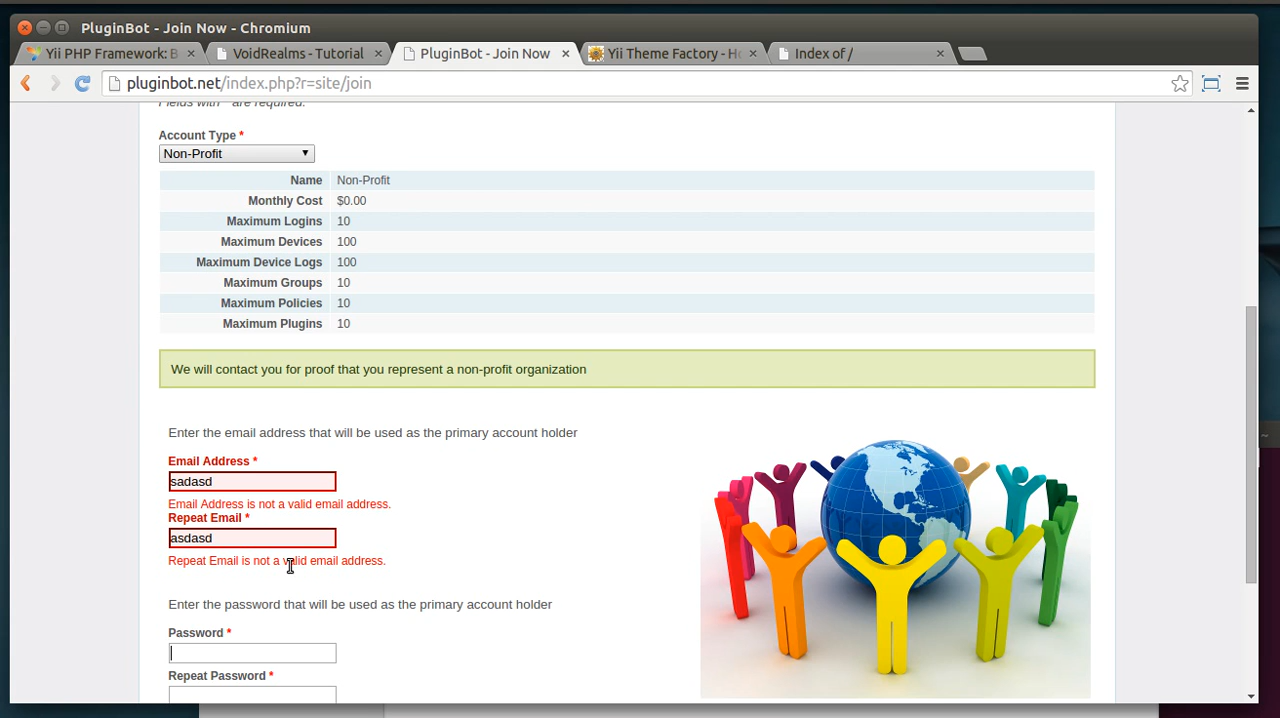 PluginBot - Join Now - Chromium
Yii PHP Framework: B
VoidRealms - Tutorial
PluginBot - Join Now
Yii Theme Factory - Ho
Index of /
pluginbot.net/index.php?r=site/join
Fields with * are required.
Account Type *
Non-Profit
Name Non-Profit
Monthly Cost $0.00
Maximum Logins 10
Maximum Devices 100
Maximum Device Logs 100
Maximum Groups 10
Maximum Policies 10
Maximum Plugins 10
We will contact you for proof that you represent a non-profit organization
Enter the email address that will be used as the primary account holder
Email Address *
sadasd
Email Address is not a valid email address.
Repeat Email *
asdasd
Repeat Email is not a valid email address.
Enter the password that will be used as the primary account holder
Password *
Repeat Password *